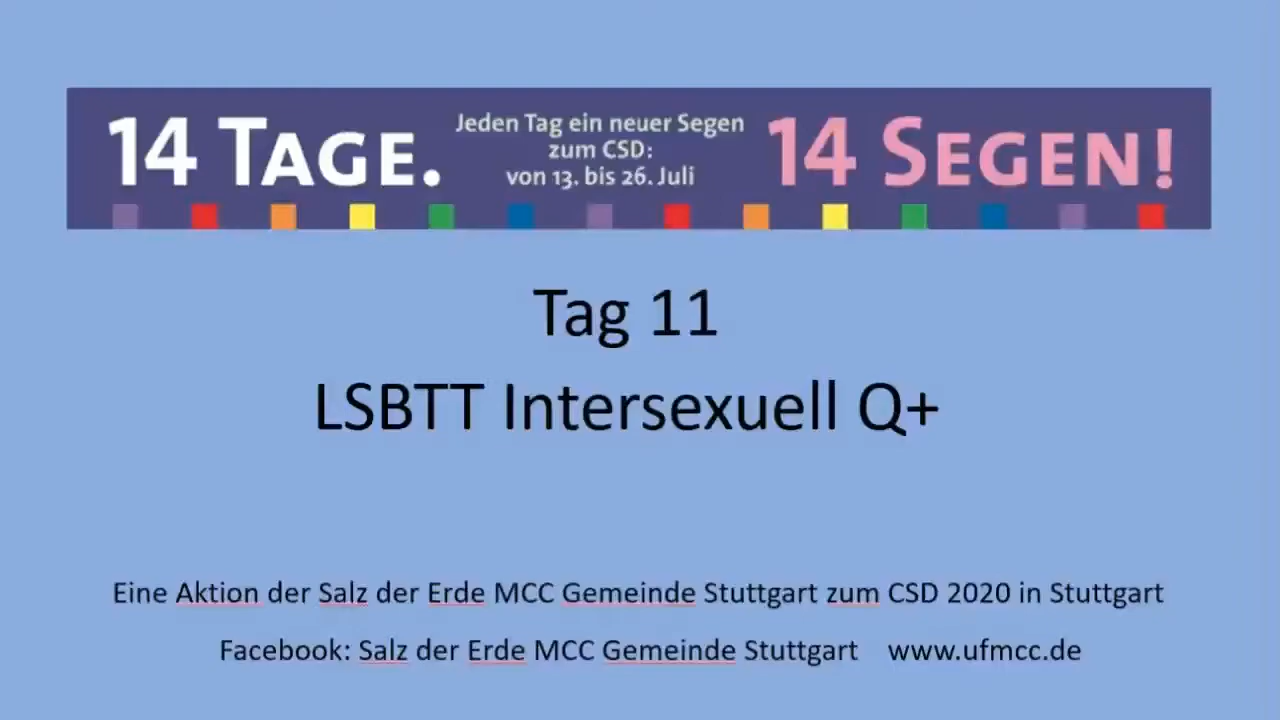 14 TAGE.
Jeden Tag ein neuer Segen
zum CSD:
von 13. bis 26. Juli
14 SEGEN!
Tag 11
LSBTT Intersexuell Q+
Eine Aktion der Salz der Erde MCC Gemeinde Stuttgart zum CSD 2020 in Stuttgart
Facebook: Salz der Erde MCC Gemeinde Stuttgart www.ufmcc.de